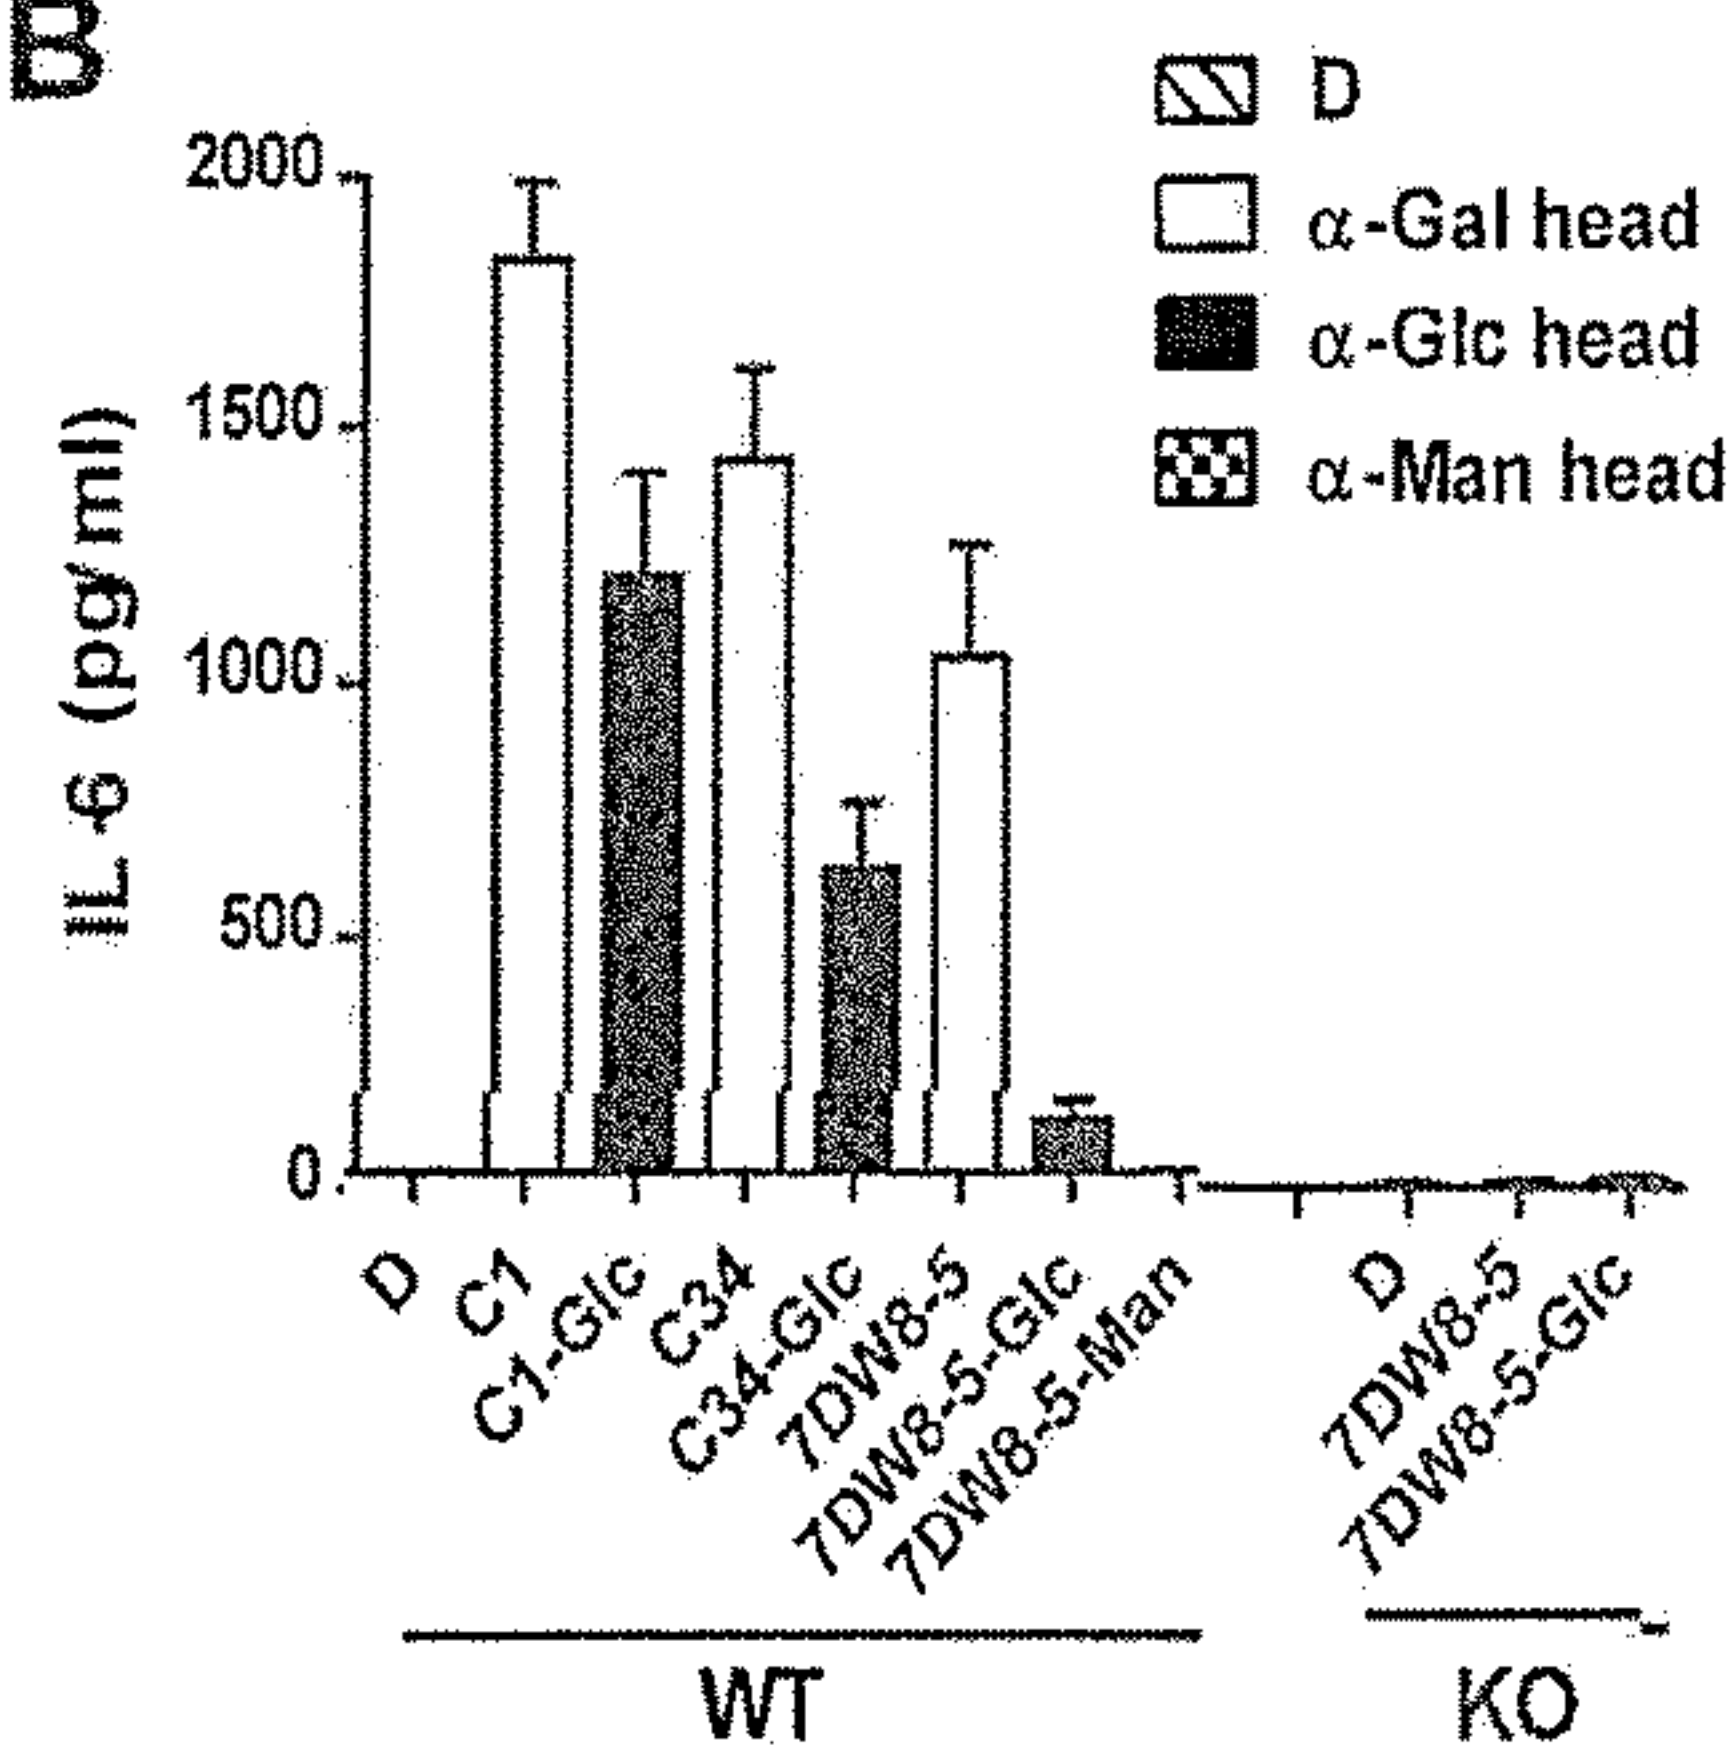 B
D
α-Gal head
α-Glc head
α-Man head
IL-6 (pg/ml)
2000
1500
1000
500
0
D
C1
C1-Glc
C34
C34-Glc
7DW8-5
7DW8-5-Glc
7DW8-5-Man
D
7DW8-5
7DW8-5-Glc
WT
KO